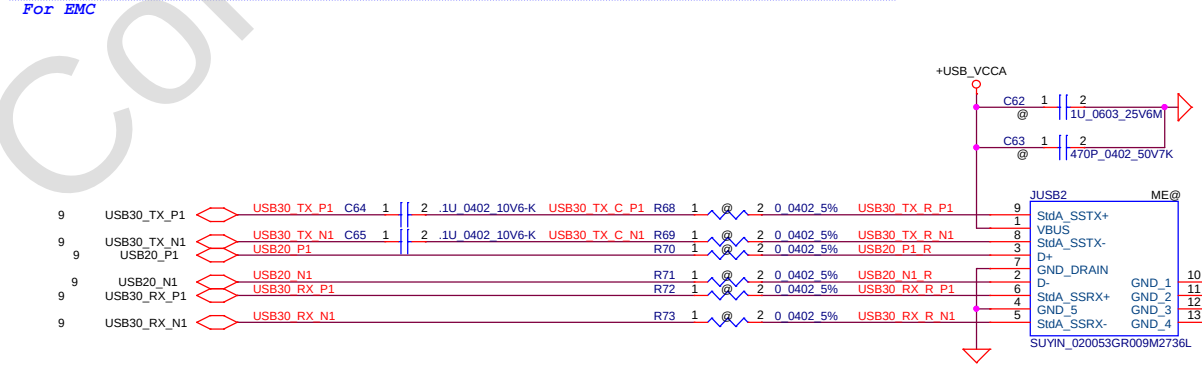 For EMC
Con
+USB_VCCA
C62 1 2
@ 1U_0603_25V6M
C63 1 2
@ 470P_0402_50V7K
JUSB2 ME@
9 USB30_TX_P1 USB30_TX_P1 C64 1 2 .1U_0402_10V6-K USB30_TX_C_P1 R68 1 @ 2 0_0402_5% USB30_TX_R_P1 9 StdA_SSTX+
1 VBUS
9 USB30_TX_N1 USB30_TX_N1 C65 1 2 .1U_0402_10V6-K USB30_TX_C_N1 R69 1 @ 2 0_0402_5% USB30_TX_R_N1 8 StdA_SSTX-
9 USB20_P1 USB20_P1 R70 1 @ 2 0_0402_5% USB20_P1_R 3 D+
7 GND_DRAIN
9 USB20_N1 USB20_N1 R71 1 @ 2 0_0402_5% USB20_N1_R 2 D- GND_1 10
9 USB30_RX_P1 USB30_RX_P1 R72 1 @ 2 0_0402_5% USB30_RX_R_P1 6 StdA_SSRX+ GND_2 11
4 GND_5 GND_3 12
9 USB30_RX_N1 USB30_RX_N1 R73 1 @ 2 0_0402_5% USB30_RX_R_N1 5 StdA_SSRX- GND_4 13
SUYIN_020053GR009M2736L